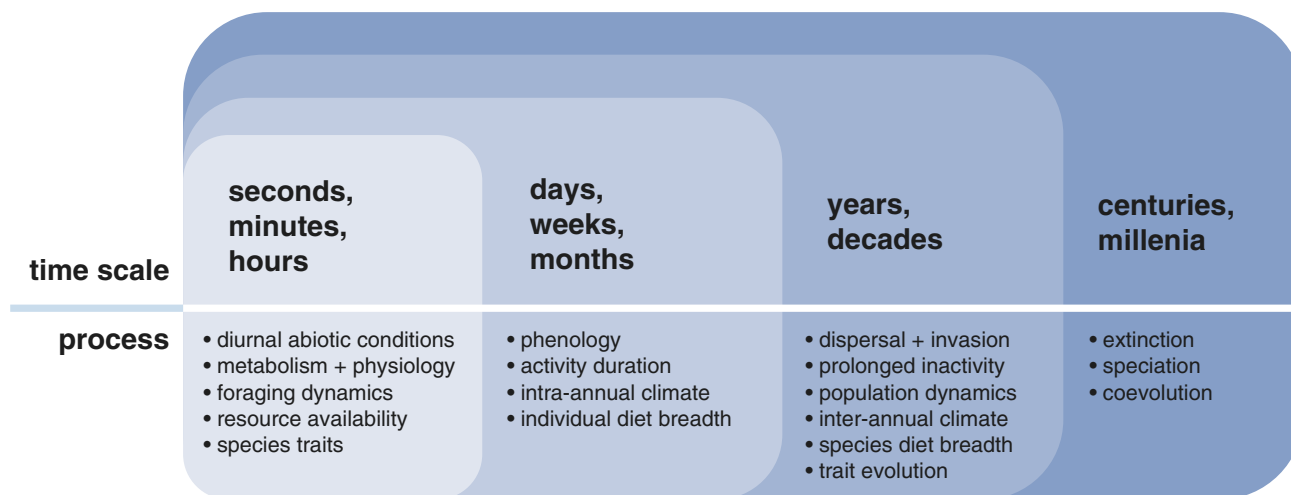 seconds,
minutes,
hours
days,
weeks,
months
years,
decades
centuries,
millenia
time scale
process
• diurnal abiotic conditions
• metabolism + physiology
• foraging dynamics
• resource availability
• species traits
• phenology
• activity duration
• intra-annual climate
• individual diet breadth
• dispersal + invasion
• prolonged inactivity
• population dynamics
• inter-annual climate
• species diet breadth
• trait evolution
• extinction
• speciation
• coevolution